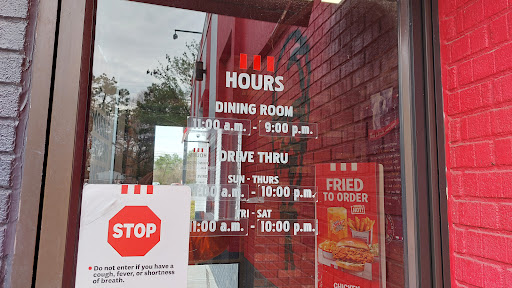 HOURS
DINING ROOM
11:00 a.m. - 9:00 p.m.
DRIVE THRU
SUN - THURS
- 10:00 p.m.
FRI - SAT
11:00 a.m. - 10:00 p.m.
STOP
Do not enter if you have a
cough, fever, or shortness
of breath.
FRIED
TO ORDER
CHICKEN